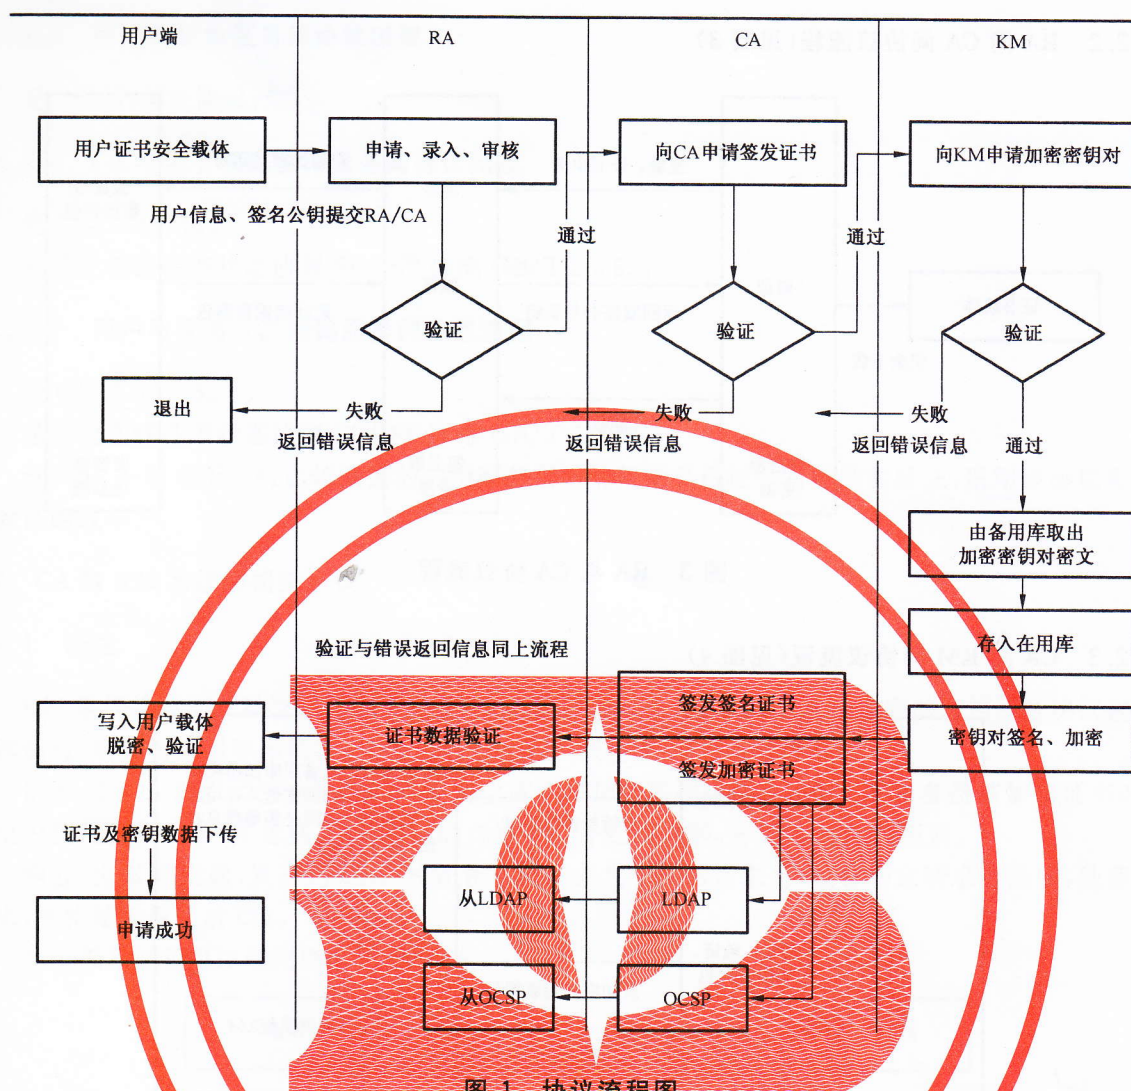 用户端
RA
CA
KM
用户证书安全载体
申请、录入、审核
向CA申请签发证书
向KM申请加密密钥对
用户信息、签名公钥提交RA/CA
通过
通过
验证
验证
验证
退出
失败
返回错误信息
失败
返回错误信息
失败
返回错误信息
通过
由备用库取出
加密密钥对密文
存入在用库
验证与错误返回信息同上流程
写入用户载体
脱密、验证
证书数据验证
签发签名证书
签发加密证书
密钥对签名、加密
证书及密钥数据下传
申请成功
从LDAP
LDAP
从OCSP
OCSP
图 1 协议流程图